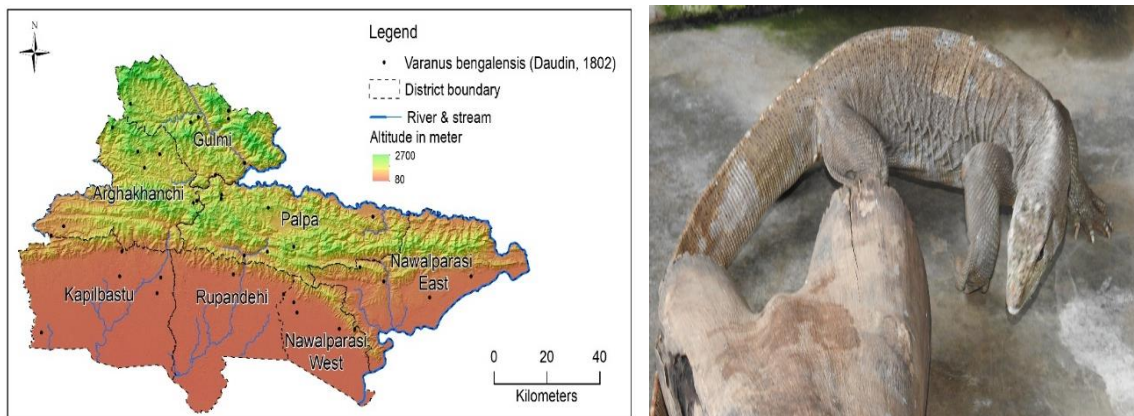 N
Legend
Varanus bengalensis (Daudin, 1802)
District boundary
River & stream
Altitude in meter
2700
80
Gulmi
Arghakhanchi
Palpa
Nawalparasi
East
Kapilbastu
Rupandehi
Nawalparasi
West
0 20 40
Kilometers